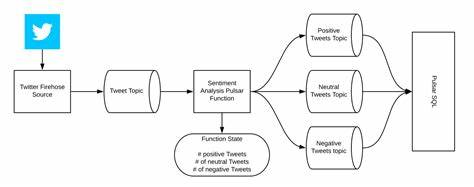 Twitter Firehose
Source
Tweet Topic
Sentiment
Analysis Pulsar
Function
Function State
# positive Tweets
# of neutral Tweets
# of negative Tweets
Positive
Tweets Topic
Neutral
Tweets Topic
Negative
Tweets topic
Pulsar SQL